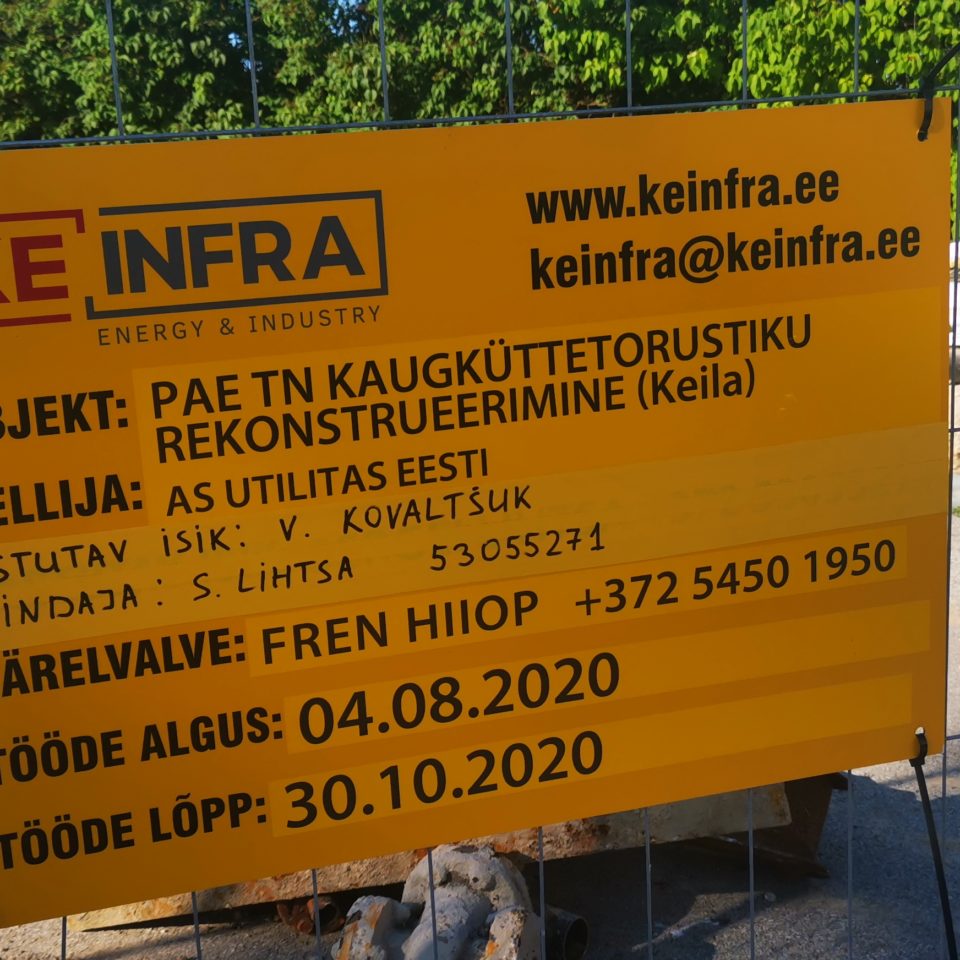 KE INFRA
ENERGY & INDUSTRY
www.keinfra.ee
keinfra@keinfra.ee
BJEKT: PAE TN KAUGKÜTTETORUSTIKU
REKONSTRUEERIMINE (Keila)
ELLIJA: AS UTILITAS EESTI
STUTAV ISIK: V. KOVALTŠUK
INDAJA: S. LIHTSA 53055271
ÄRELVALVE: FREN HIIOP +372 5450 1950
TÖÖDE ALGUS: 04.08.2020
TÖÖDE LÕPP: 30.10.2020